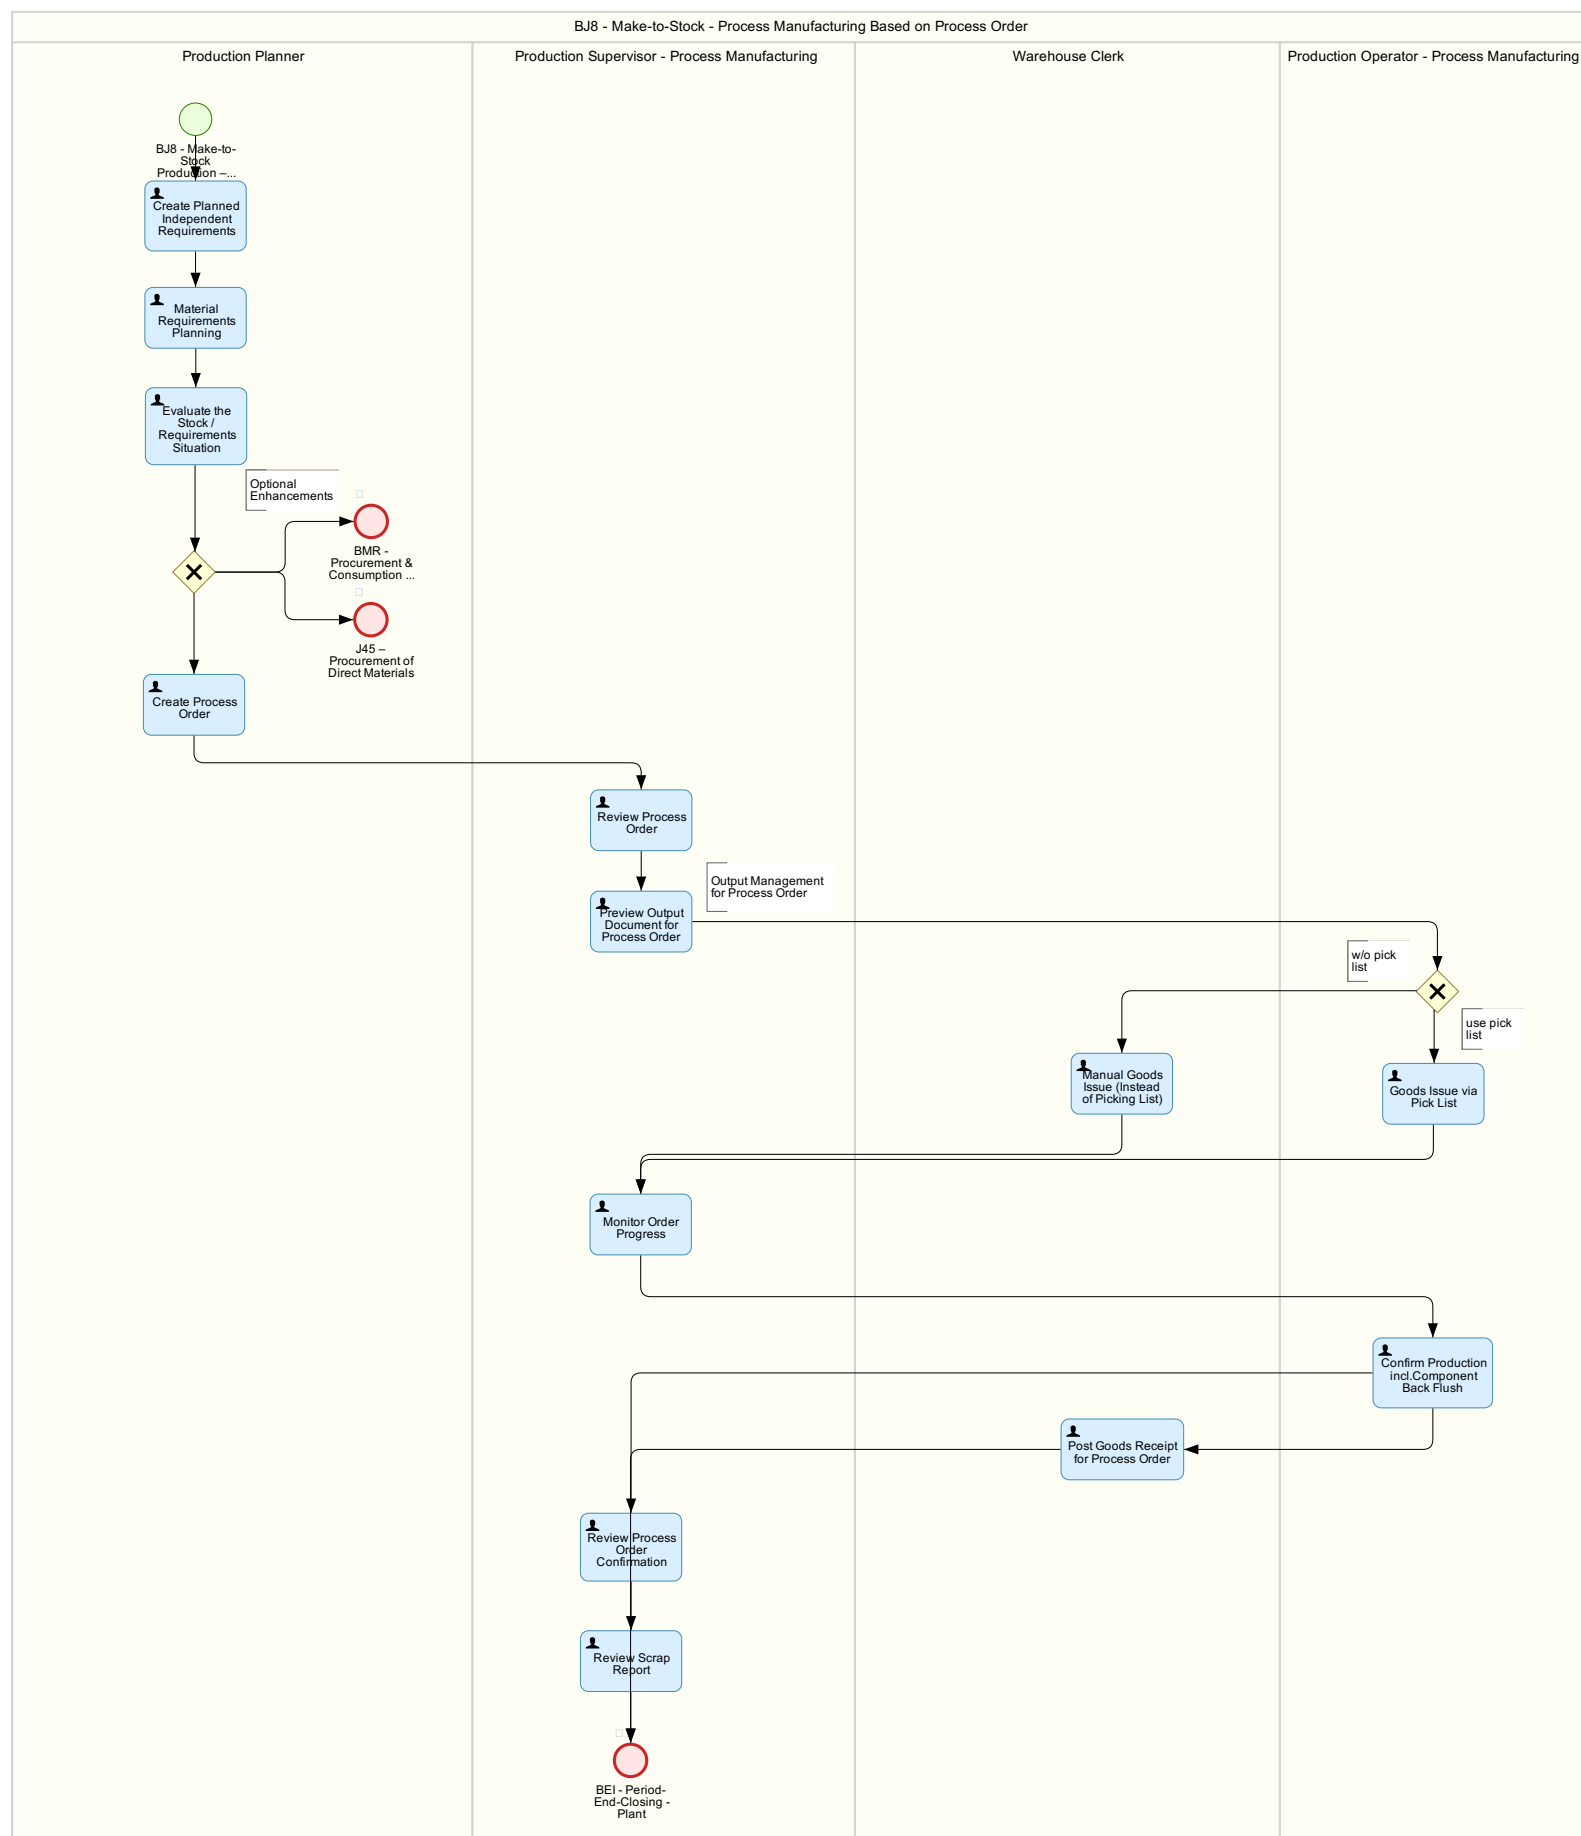 BJ8 - Make-to-Stock - Process Manufacturing Based on Process Order
Production Planner
Production Supervisor - Process Manufacturing
Warehouse Clerk
Production Operator - Process Manufacturing
BJ8 - Make-to-
Stock
Production –...
Create Planned
Independent
Requirements
Material
Requirements
Planning
Evaluate the
Stock /
Requirements
Situation
Optional
Enhancements
BMR -
Procurement &
Consumption ...
J45 –
Procurement of
Direct Materials
Create Process
Order
Review Process
Order
Output Management
for Process Order
Preview Output
Document for
Process Order
w/o pick
list
use pick
list
Manual Goods
Issue (Instead
of Picking List)
Goods Issue via
Pick List
Monitor Order
Progress
Confirm Production
incl.Component
Back Flush
Post Goods Receipt
for Process Order
Review Process
Order
Confirmation
Review Scrap
Report
BEI - Period-
End-Closing -
Plant